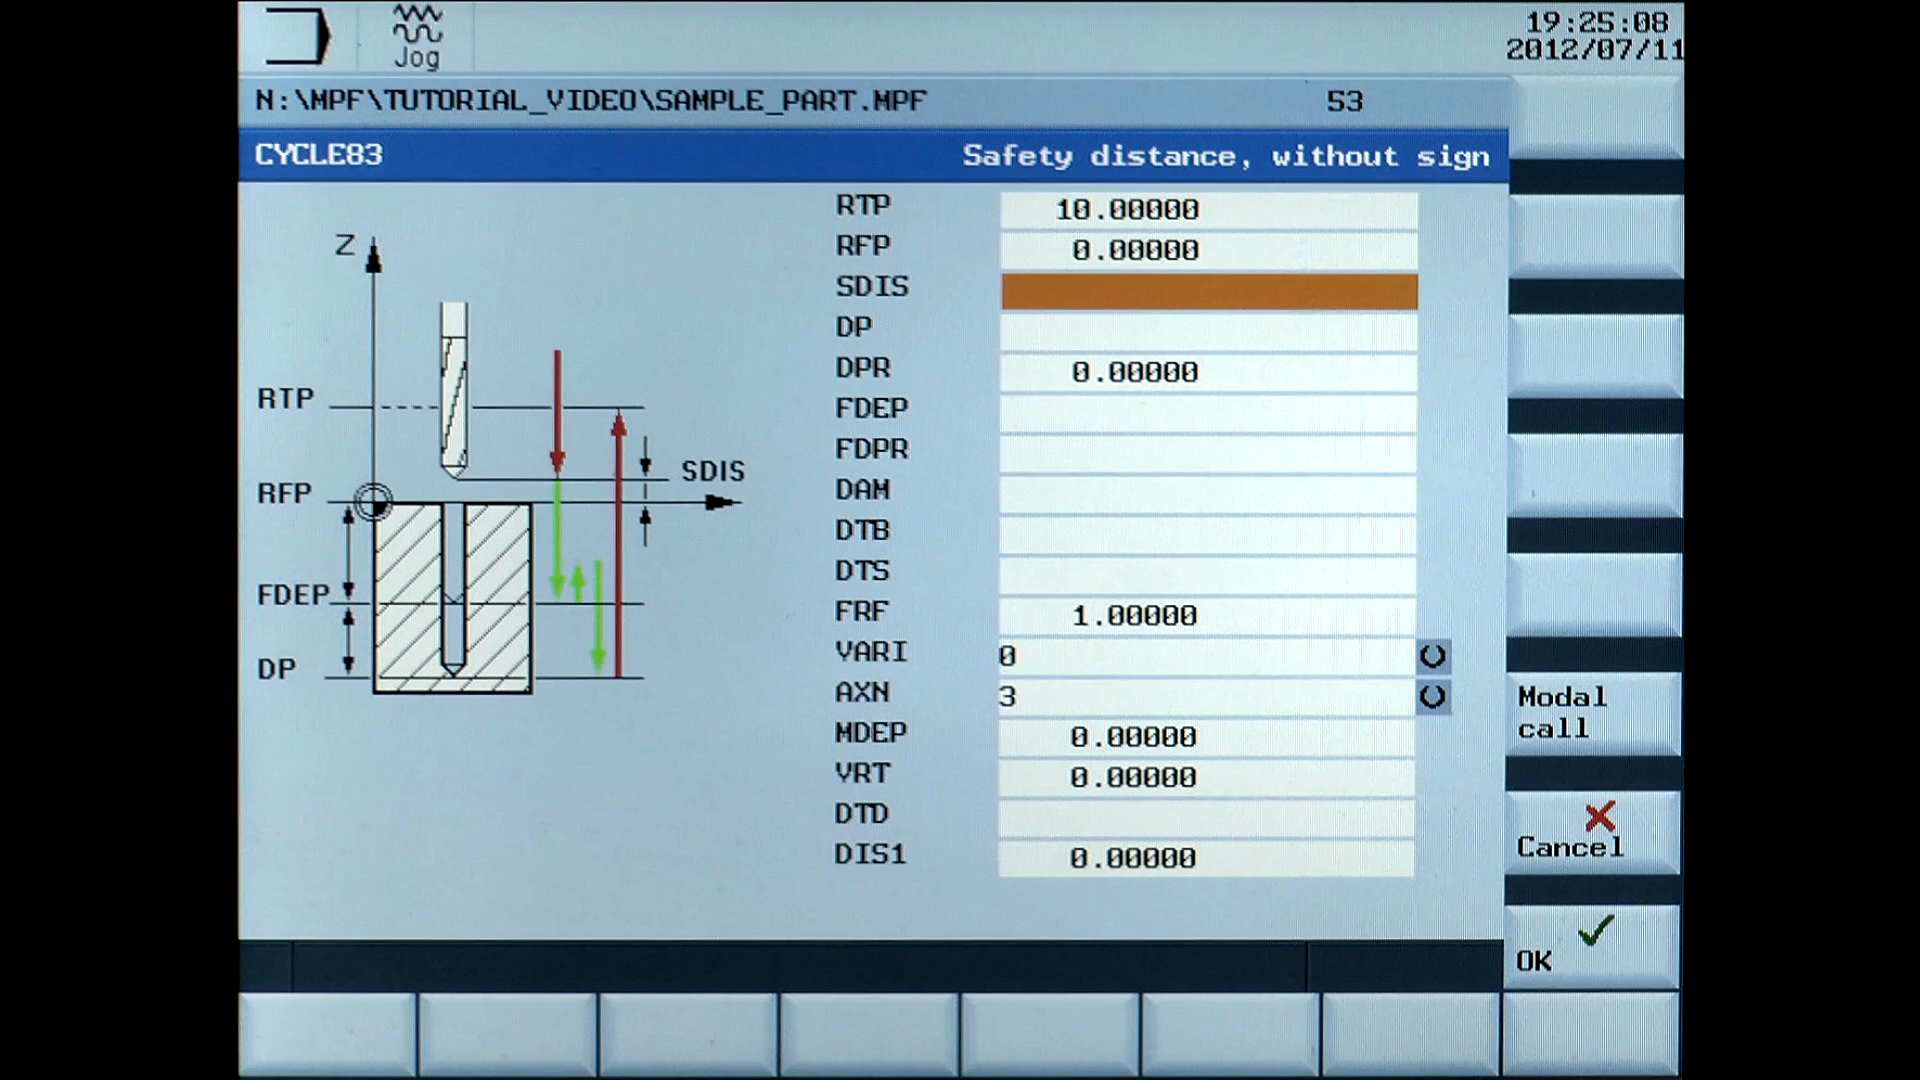 Jog
19:25:08
2012/07/11
N:\MPF\TUTORIAL_VIDEO\SAMPLE_PART.MPF 53
CYCLE83 Safety distance, without sign
Z
RTP
SDIS
RFP
FDEP
DP
RTP 10.00000
RFP 0.00000
SDIS
DP
DPR 0.00000
FDEP
FDPR
DAM
DTB
DTS
FRF 1.00000
VARI 0
AXN 3
MDEP 0.00000
VRT 0.00000
DTD
DIS1 0.00000
Modal
call
Cancel
OK